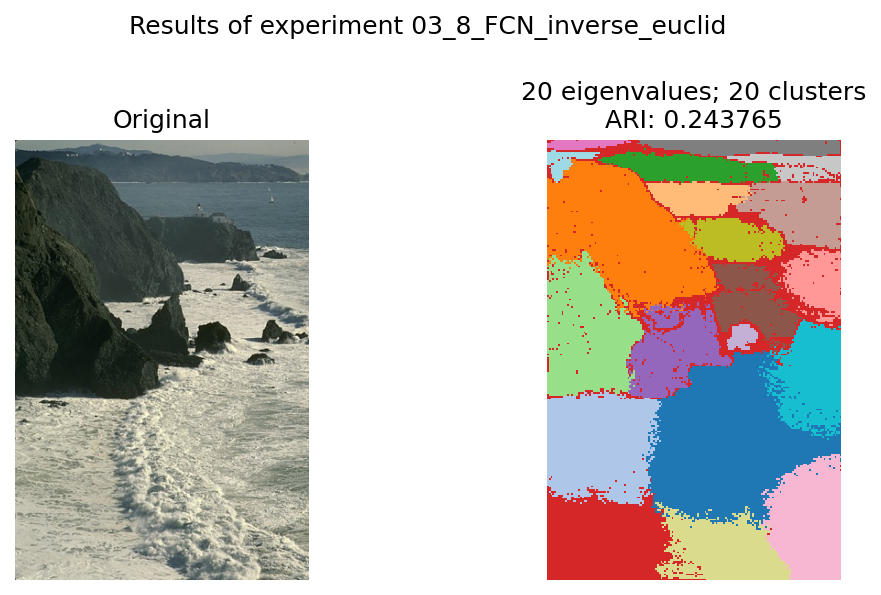 Results of experiment 03_8_FCN_inverse_euclid
Original
20 eigenvalues; 20 clusters
ARI: 0.243765